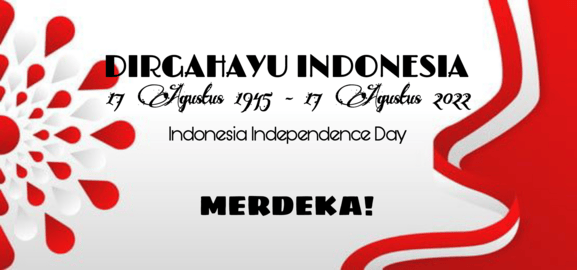 DIRGAHAYU INDONESIA
17 Agustus 1945 - 17 Agustus 2022
Indonesia Independence Day
MERDEKA!